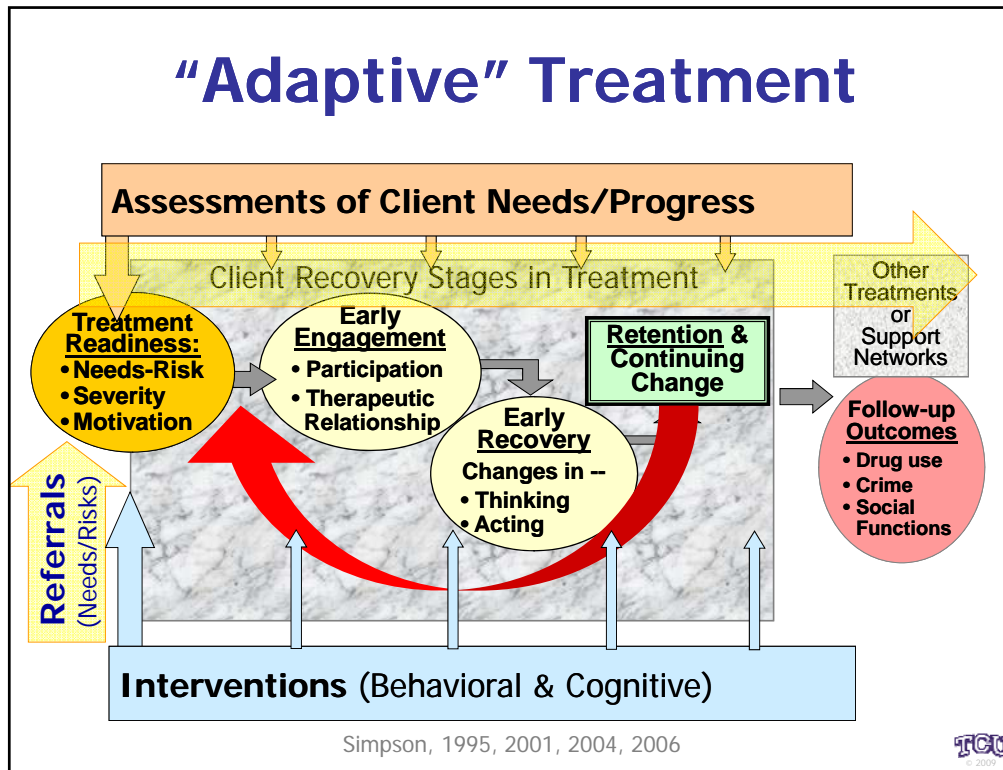 “Adaptive” Treatment
Assessments of Client Needs/Progress
Client Recovery Stages in Treatment
Other
Treatments
or
Support
Networks
Treatment
Readiness:
• Needs-Risk
• Severity
• Motivation
Early
Engagement
• Participation
• Therapeutic
Relationship
Early
Recovery
Changes in --
• Thinking
• Acting
Retention &
Continuing
Change
Follow-up
Outcomes
• Drug use
• Crime
• Social
Functions
Referrals
(Needs/Risks)
Interventions (Behavioral & Cognitive)
Simpson, 1995, 2001, 2004, 2006
TCU
© 2009